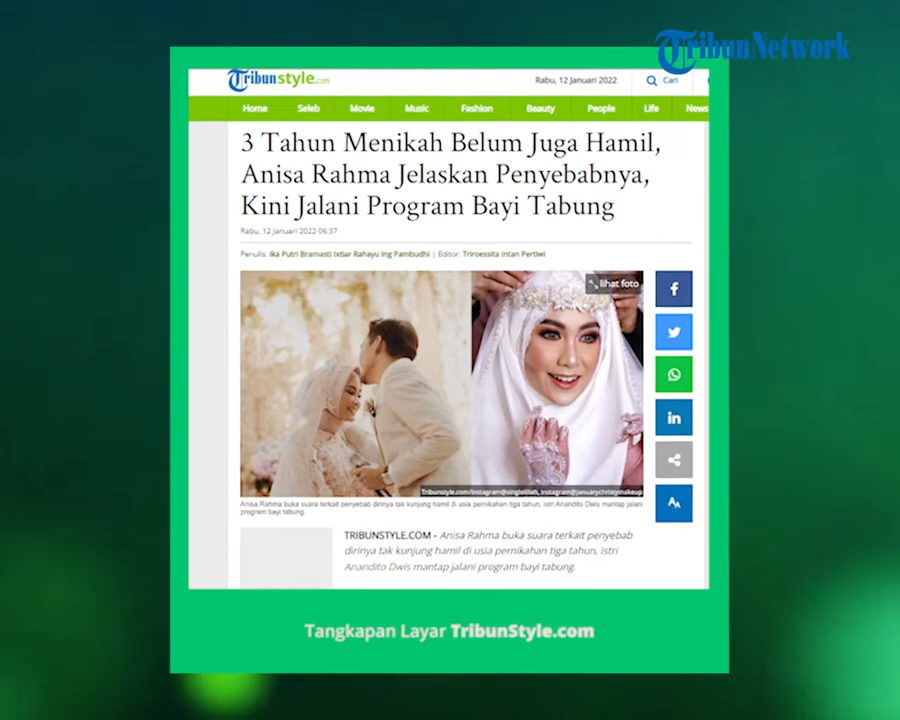 TribunNetwork
Tribunstyle.com
Rabu, 12 Januari 2022
Cari
Home Seleb Movie Music Fashion Beauty People Life News
3 Tahun Menikah Belum Juga Hamil,
Anisa Rahma Jelaskan Penyebabnya,
Kini Jalani Program Bayi Tabung
Rabu, 12 Januari 2022 06:37
Penulis: Ika Putri Bramasti Ixtiar Rahayu Ing Pambudhi | Editor: Triroessita Intan Pertiwi
lihat foto
Anisa Rahma buka suara terkait penyebab dirinya tak kunjung hamil di usia pernikahan tiga tahun, istri Anandito Dwis mantap jalani
program bayi tabung.
TRIBUNSTYLE.COM - Anisa Rahma buka suara terkait penyebab
dirinya tak kunjung hamil di usia pernikahan tiga tahun, istri
Anandito Dwis mantap jalani program bayi tabung.
Tangkapan Layar TribunStyle.com